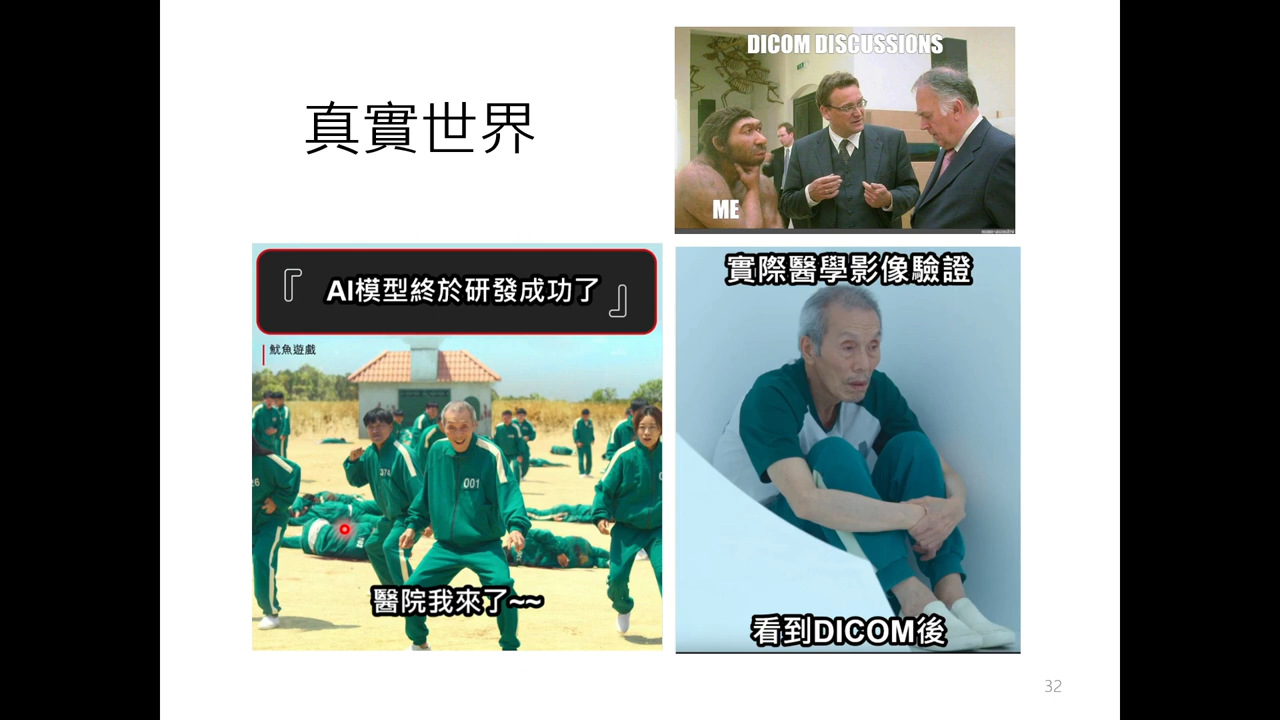 真實世界
DICOM DISCUSSIONS
ME
『 AI模型終於研發成功了 』
魷魚遊戲
374
001
26
醫院我來了~~
實際醫學影像驗證
看到DICOM後
32